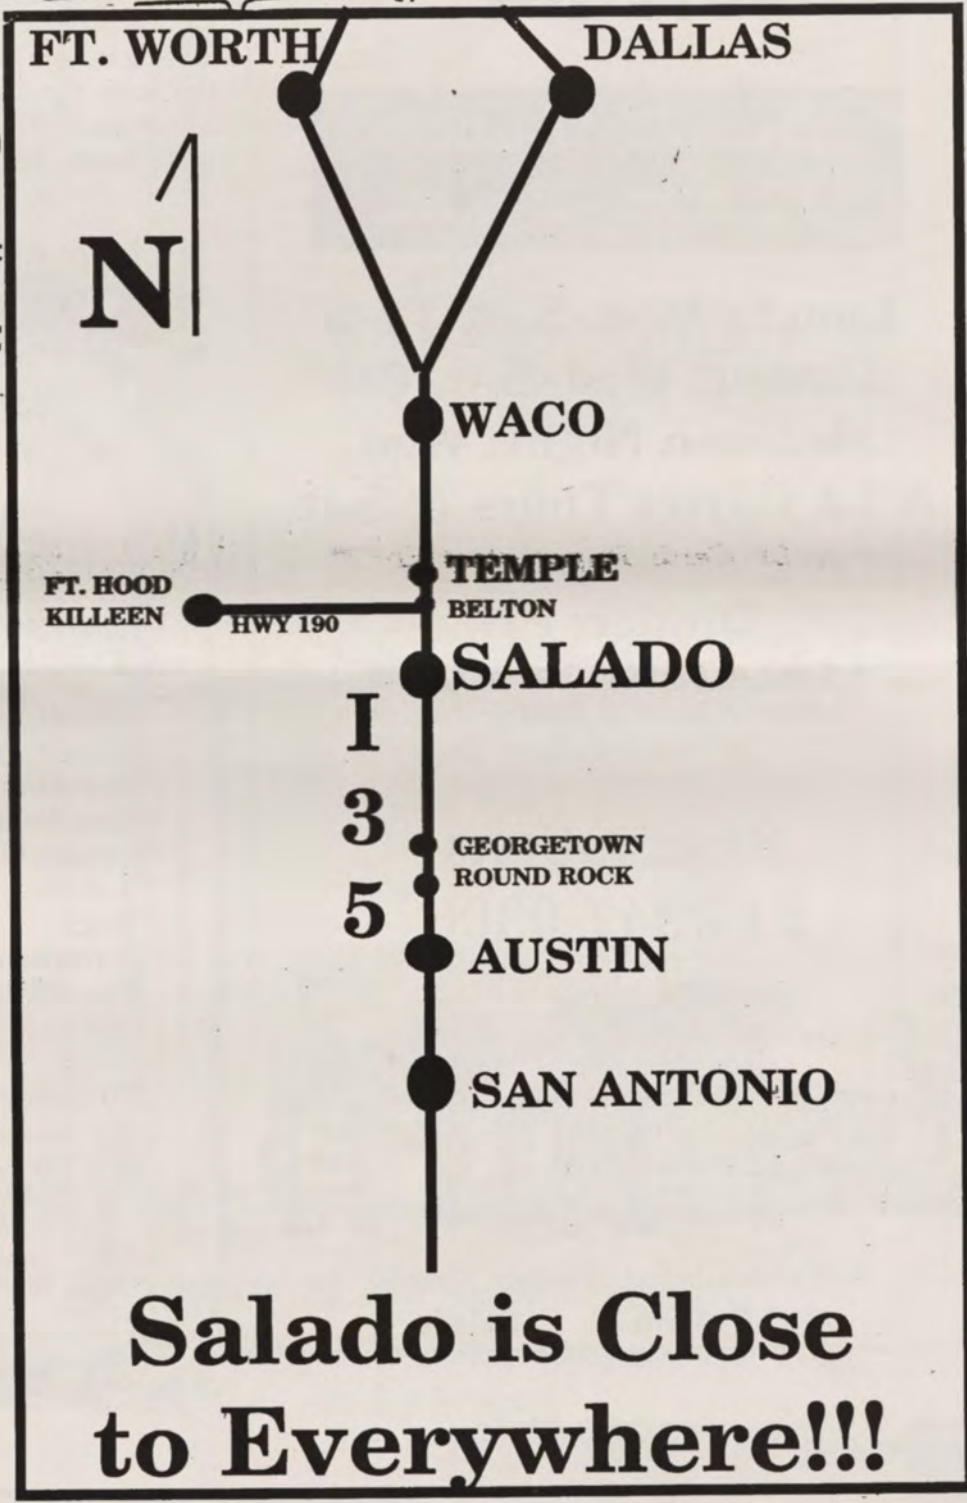 FT. WORTH
DALLAS
N
WACO
TEMPLE
FT. HOOD
KILLEEN
HWY 190
BELTON
SALADO
I
3
5
GEORGETOWN
ROUND ROCK
AUSTIN
SAN ANTONIO
Salado is Close
to Everywhere!!!